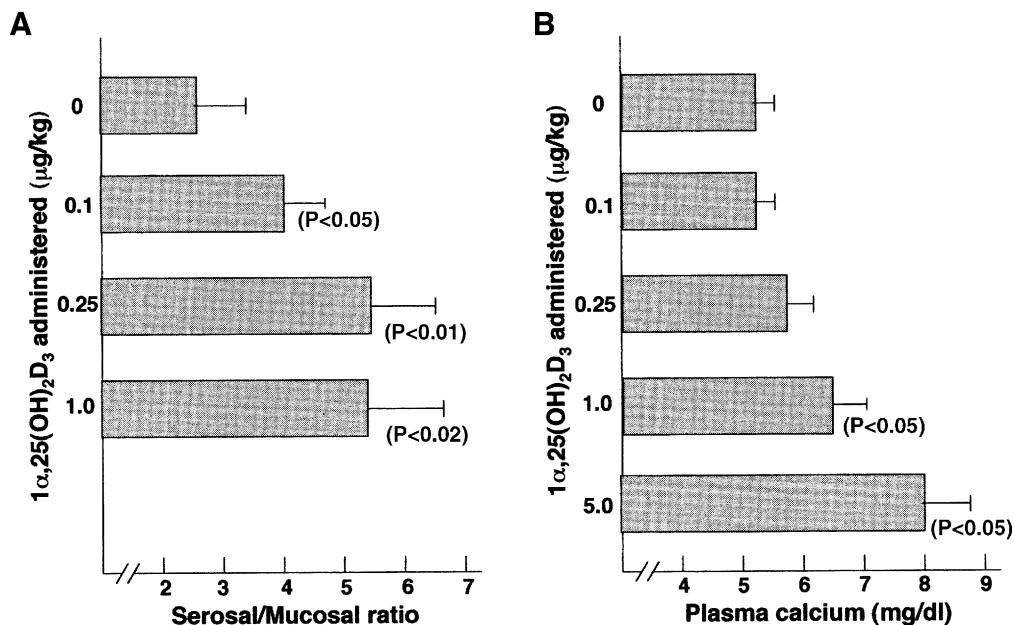 A
1α,25(OH)₂D₃ administered (μg/kg)
0
0.1
(P<0.05)
0.25
(P<0.01)
1.0
(P<0.02)
2 3 4 5 6 7
Serosal/Mucosal ratio
B
1α,25(OH)₂D₃ administered (μg/kg)
0
0.1
0.25
1.0
(P<0.05)
5.0
(P<0.05)
4 5 6 7 8 9
Plasma calcium (mg/dl)